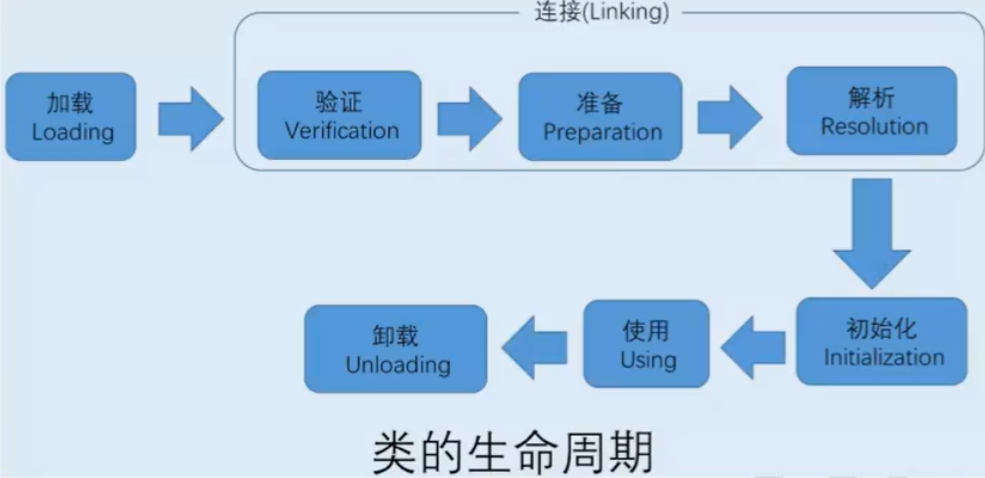 连接(Linking)
加载
Loading
验证
Verification
准备
Preparation
解析
Resolution
初始化
Initialization
使用
Using
卸载
Unloading
类的生命周期